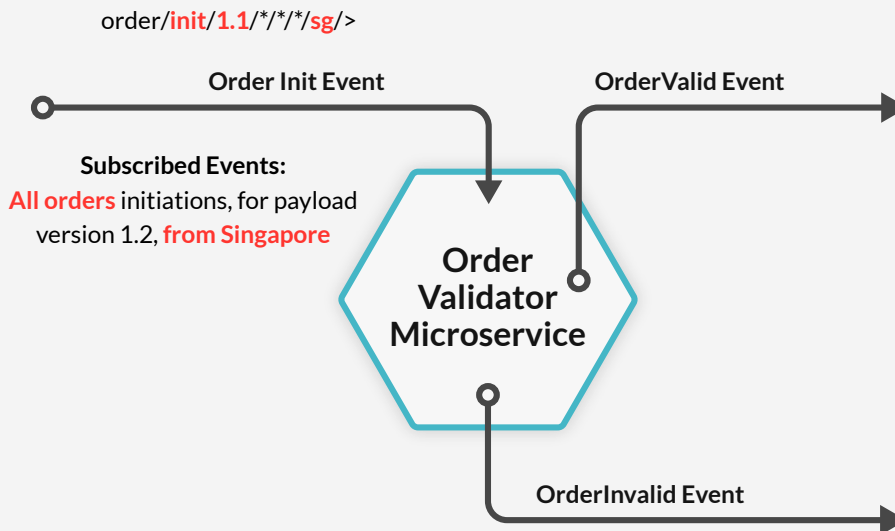 order/init/1.1/*/*/*/sg/>
Order Init Event
OrderValid Event
Subscribed Events:
All orders initiations, for payload
version 1.2, from Singapore
Order
Validator
Microservice
OrderInvalid Event